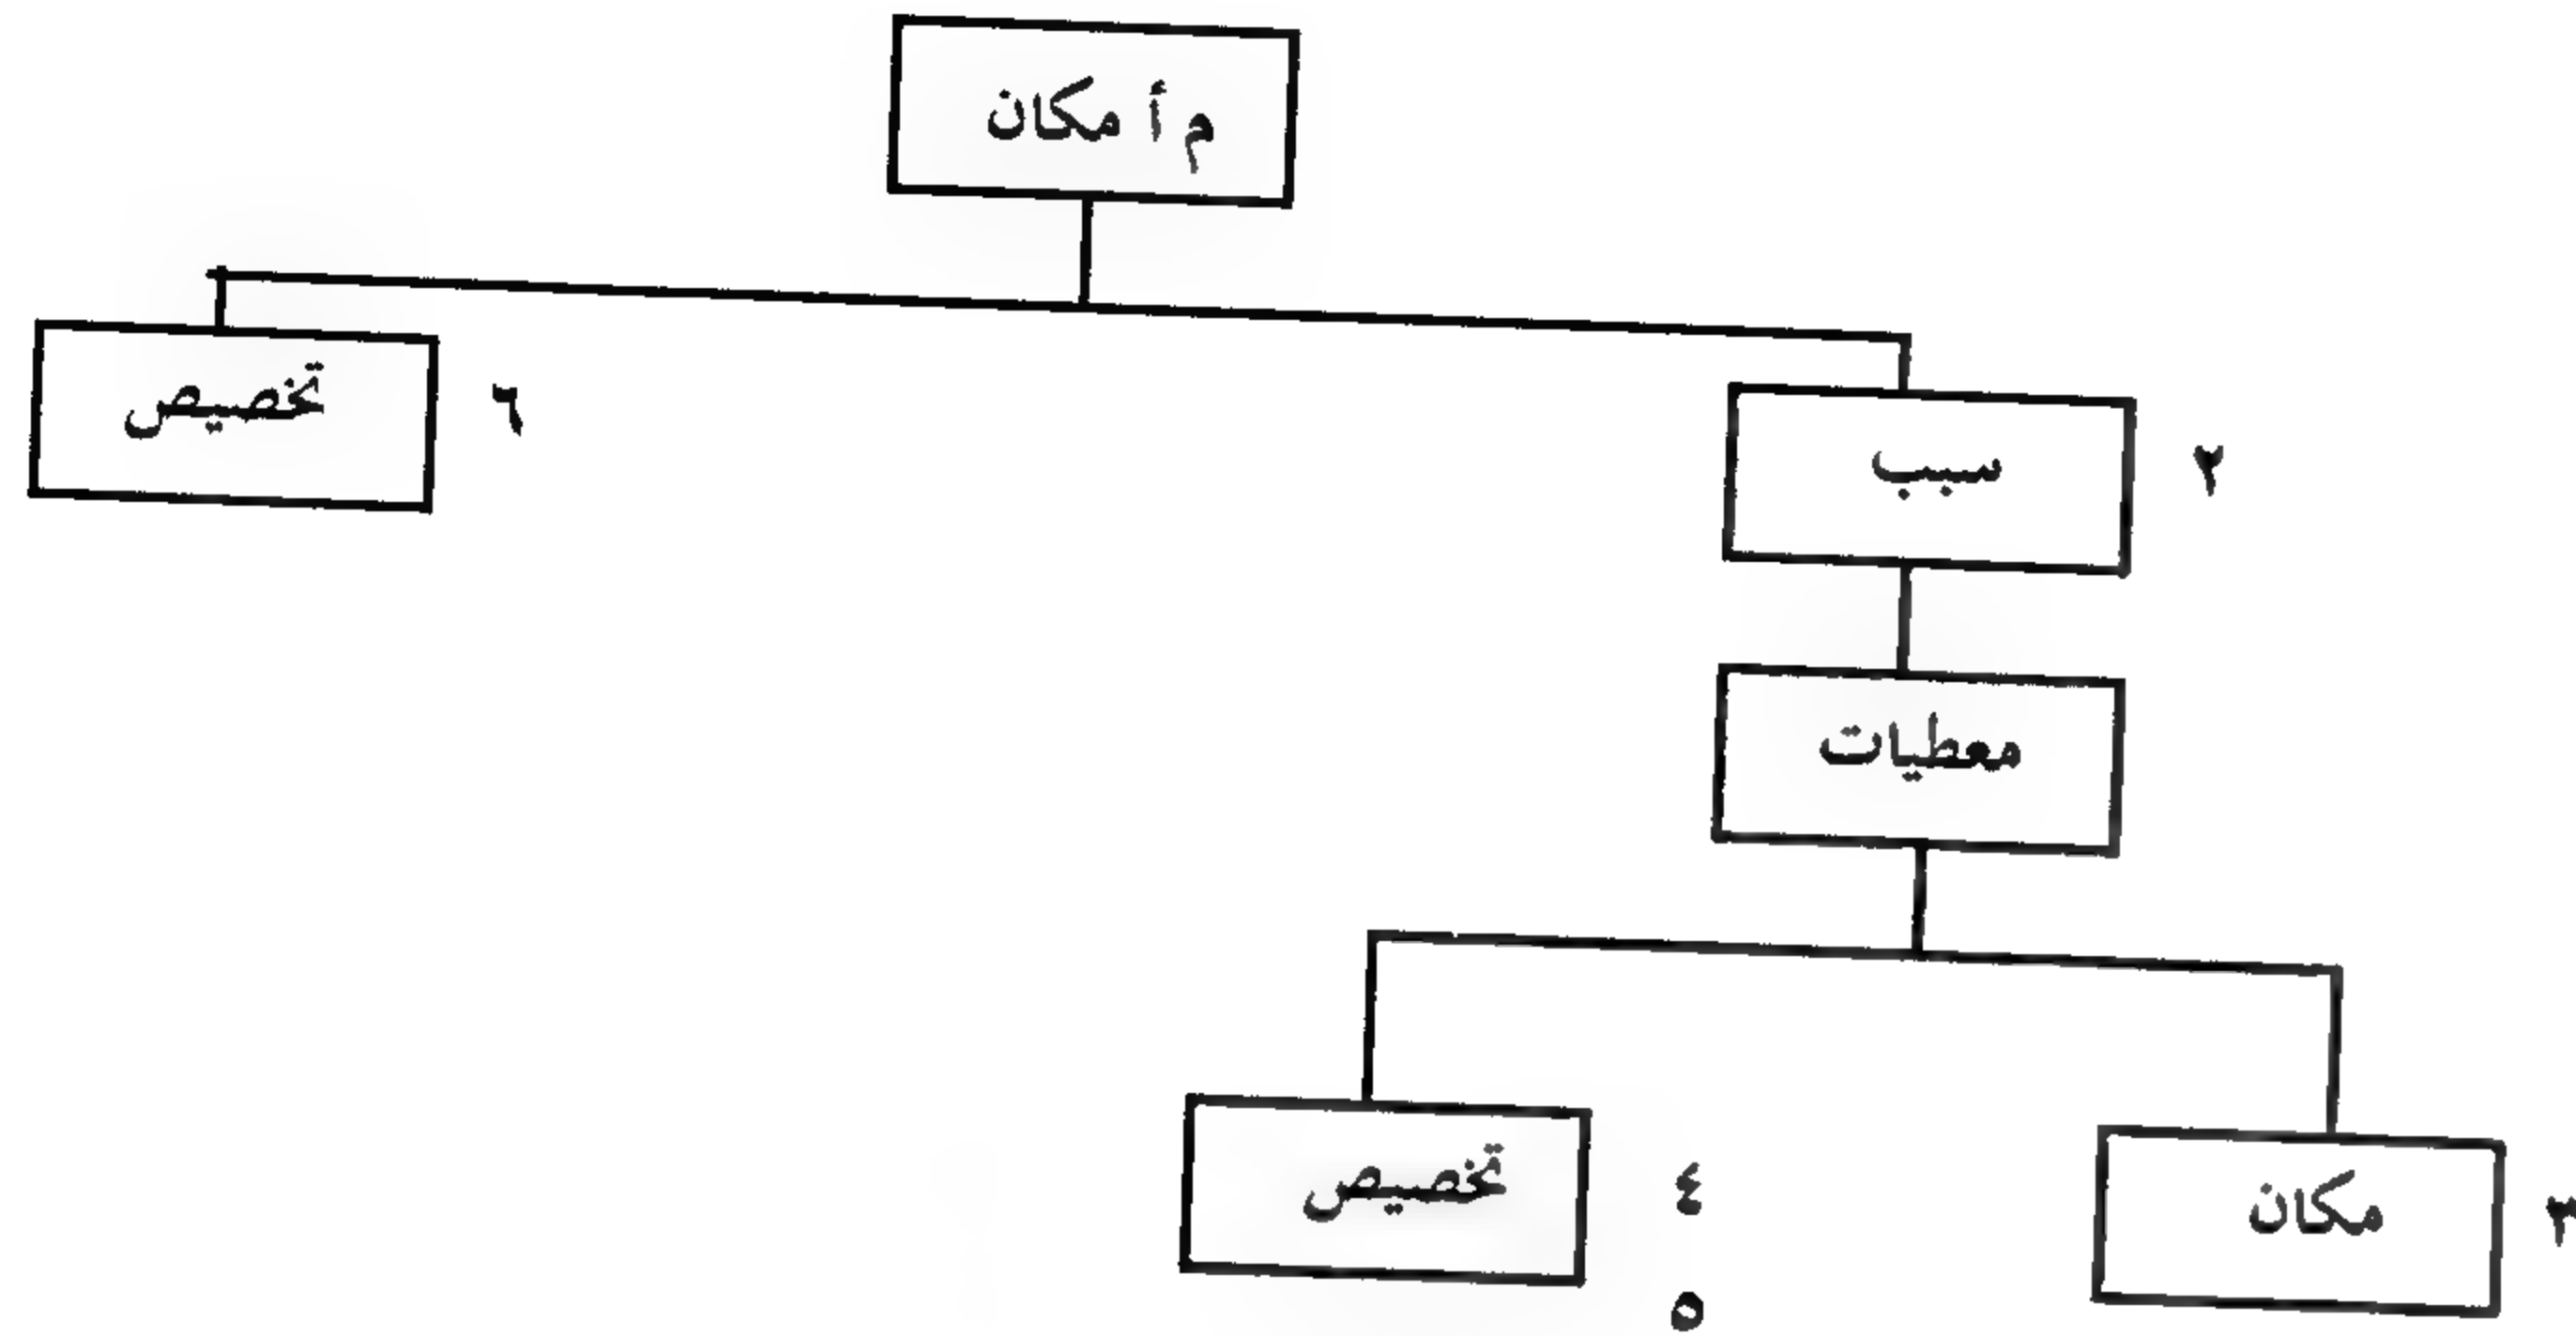 م أ مكان
٢ سبب
٦ تخصيص
معطيات
٣ مكان
٤ تخصيص
٥